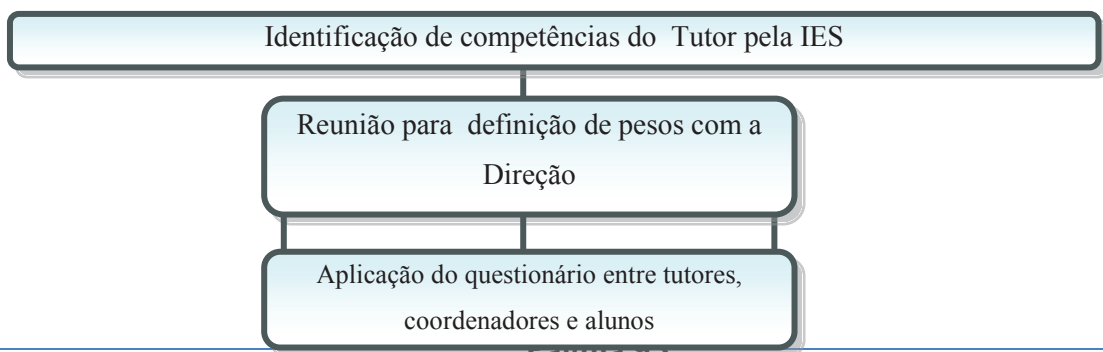 Identificação de competências do Tutor pela IES
Reunião para definição de pesos com a
Direção
Aplicação do questionário entre tutores,
coordenadores e alunos